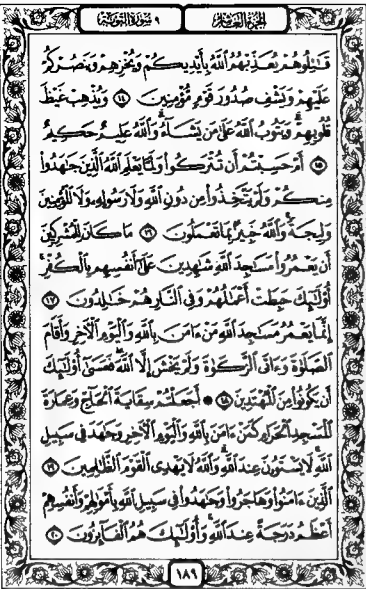 الجزء العاشر
٩ سورة التوبة
قَٰتِلُوهُمْ يُعَذِّبْهُمُ ٱللَّهُ بِأَيْدِيكُمْ وَيُخْزِهِمْ وَيَنصُرْكُمْ
عَلَيْهِمْ وَيَشْفِ صُدُورَ قَوْمٍ مُّؤْمِنِينَ ١٤ وَيُذْهِبْ غَيْظَ
قُلُوبِهِمْ وَيَتُوبُ ٱللَّهُ عَلَىٰ مَن يَشَآءُ وَٱللَّهُ عَلِيمٌ حَكِيمٌ
١٥ أَمْ حَسِبْتُمْ أَن تُتْرَكُوا۟ وَلَمَّا يَعْلَمِ ٱللَّهُ ٱلَّذِينَ جَٰهَدُوا۟
مِنكُمْ وَلَمْ يَتَّخِذُوا۟ مِن دُونِ ٱللَّهِ وَلَا رَسُولِهِۦ وَلَا ٱلْمُؤْمِنِينَ
وَلِيجَةً وَٱللَّهُ خَبِيرٌۢ بِمَا تَعْمَلُونَ ١٦ مَا كَانَ لِلْمُشْرِكِينَ
أَن يَعْمُرُوا۟ مَسَٰجِدَ ٱللَّهِ شَٰهِدِينَ عَلَىٰٓ أَنفُسِهِم بِٱلْكُفْرِ
أُو۟لَٰٓئِكَ حَبِطَتْ أَعْمَٰلُهُمْ وَفِى ٱلنَّارِ هُمْ خَٰلِدُونَ ١٧
إِنَّمَا يَعْمُرُ مَسَٰجِدَ ٱللَّهِ مَنْ ءَامَنَ بِٱللَّهِ وَٱلْيَوْمِ ٱلْءَاخِرِ وَأَقَامَ
ٱلصَّلَوٰةَ وَءَاتَى ٱلزَّكَوٰةَ وَلَمْ يَخْشَ إِلَّا ٱللَّهَ فَعَسَىٰٓ أُو۟لَٰٓئِكَ
أَن يَكُونُوا۟ مِنَ ٱلْمُهْتَدِينَ ١٨ ۞ أَجَعَلْتُمْ سِقَايَةَ ٱلْحَآجِّ وَعِمَارَةَ
ٱلْمَسْجِدِ ٱلْحَرَامِ كَمَنْ ءَامَنَ بِٱللَّهِ وَٱلْيَوْمِ ٱلْءَاخِرِ وَجَٰهَدَ فِى سَبِيلِ
ٱللَّهِ لَا يَسْتَوُۥنَ عِندَ ٱللَّهِ وَٱللَّهُ لَا يَهْدِى ٱلْقَوْمَ ٱلظَّٰلِمِينَ ١٩
ٱلَّذِينَ ءَامَنُوا۟ وَهَاجَرُوا۟ وَجَٰهَدُوا۟ فِى سَبِيلِ ٱللَّهِ بِأَمْوَٰلِهِمْ وَأَنفُسِهِمْ
أَعْظَمُ دَرَجَةً عِندَ ٱللَّهِ وَأُو۟لَٰٓئِكَ هُمُ ٱلْفَآئِزُونَ ٢٠
١٨٩